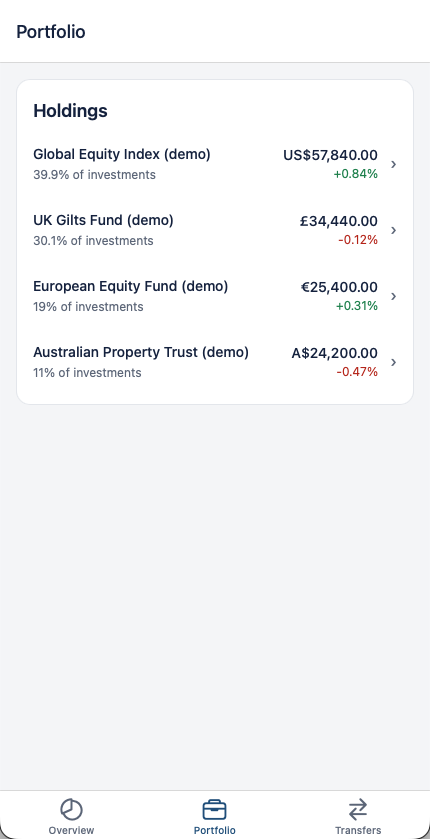 Portfolio
Holdings
Global Equity Index (demo)
US$57,840.00
39.9% of investments
+0.84%
UK Gilts Fund (demo)
£34,440.00
30.1% of investments
-0.12%
European Equity Fund (demo)
€25,400.00
19% of investments
+0.31%
Australian Property Trust (demo)
A$24,200.00
11% of investments
-0.47%
Overview
Portfolio
Transfers